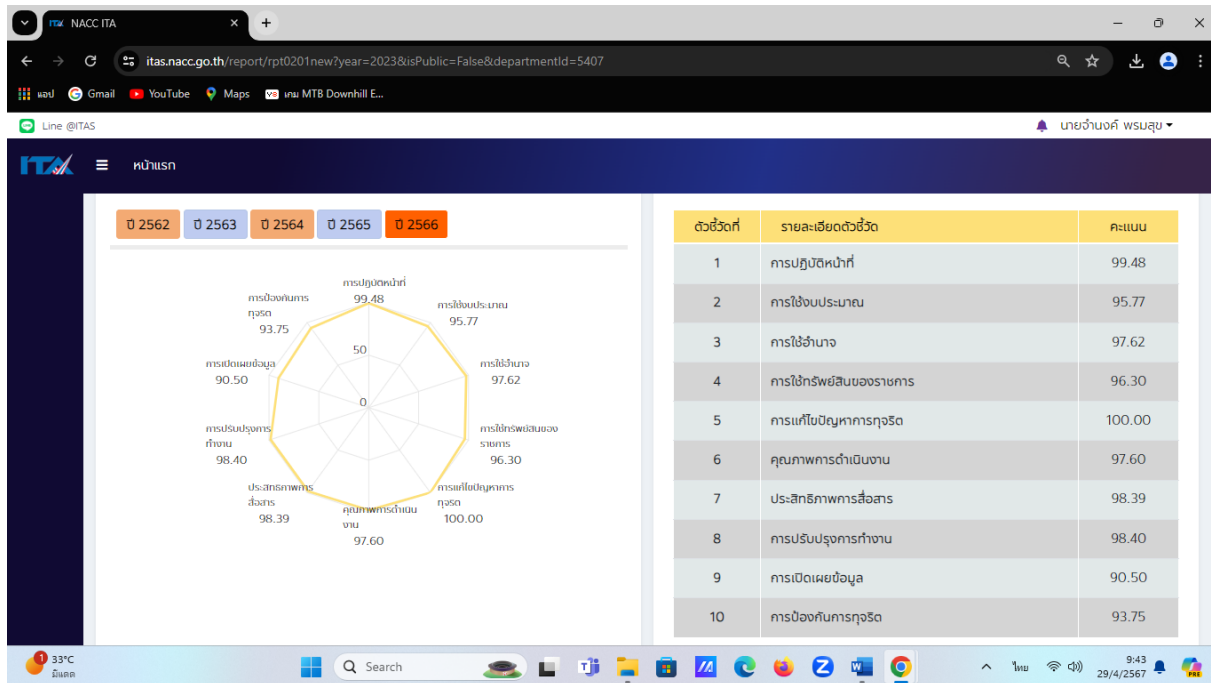 ITA NACC ITA
itas.nacc.go.th/report/rpt0201new?year=2023&isPublic=False&departmentId=5407
แอป Gmail YouTube Maps เกม MTB Downhill E...
Line @ITAS นายจำนงค์ พรมสุข
ITA หน้าแรก
ปี 2562 ปี 2563 ปี 2564 ปี 2565 ปี 2566
การปฏิบัติหน้าที่
99.48
การใช้งบประมาณ
95.77
การใช้อำนาจ
97.62
การใช้ทรัพย์สินของ
ราชการ
96.30
การแก้ไขปัญหาการ
ทุจริต
100.00
คุณภาพการดำเนิน
งาน
97.60
ประสิทธิภาพการ
สื่อสาร
98.39
การปรับปรุงการ
ทำงาน
98.40
การเปิดเผยข้อมูล
90.50
การป้องกันการ
ทุจริต
93.75
50
0
ตัวชี้วัดที่ รายละเอียดตัวชี้วัด คะแนน
1 การปฏิบัติหน้าที่ 99.48
2 การใช้งบประมาณ 95.77
3 การใช้อำนาจ 97.62
4 การใช้ทรัพย์สินของราชการ 96.30
5 การแก้ไขปัญหาการทุจริต 100.00
6 คุณภาพการดำเนินงาน 97.60
7 ประสิทธิภาพการสื่อสาร 98.39
8 การปรับปรุงการทำงาน 98.40
9 การเปิดเผยข้อมูล 90.50
10 การป้องกันการทุจริต 93.75
1 33°C
มีแดด
Search
ไทย
9:43
29/4/2567
PRE